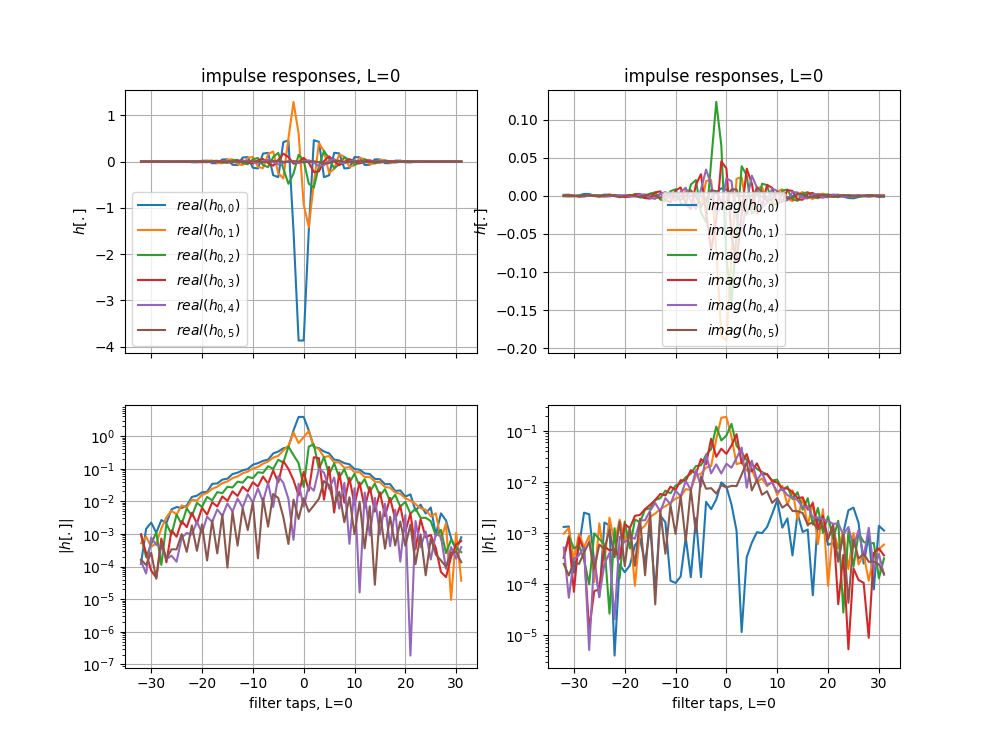 impulse responses, L=0
impulse responses, L=0
h[.]
1
0
−1
−2
−3
−4
real(h0,0)
real(h0,1)
real(h0,2)
real(h0,3)
real(h0,4)
real(h0,5)
h[.]
0.10
0.05
0.00
−0.05
−0.10
−0.15
−0.20
imag(h0,0)
imag(h0,1)
imag(h0,2)
imag(h0,3)
imag(h0,4)
imag(h0,5)
|h[.]|
10^0
10^−1
10^−2
10^−3
10^−4
10^−5
10^−6
10^−7
−30 −20 −10 0 10 20 30
filter taps, L=0
|h[.]|
10^−1
10^−2
10^−3
10^−4
10^−5
−30 −20 −10 0 10 20 30
filter taps, L=0